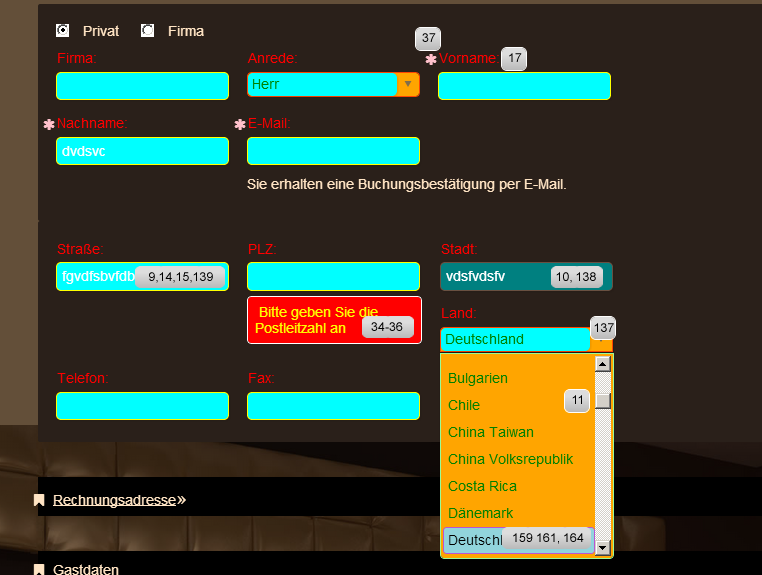 Privat Firma
37
Firma: Anrede: *Vorname: 17
Herr
*Nachname: *E-Mail:
dvdsvc
Sie erhalten eine Buchungsbestätigung per E-Mail.
Straße: PLZ: Stadt:
fgvdfsbvfdb 9,14,15,139 vdsfvdsfv 10, 138
Bitte geben Sie die
Postleitzahl an 34-36
Land:
137
Deutschland
Telefon: Fax:
Bulgarien
Chile 11
China Taiwan
China Volksrepublik
Costa Rica
Dänemark
Deutschl 159 161, 164
Rechnungsadresse»
Gastdaten